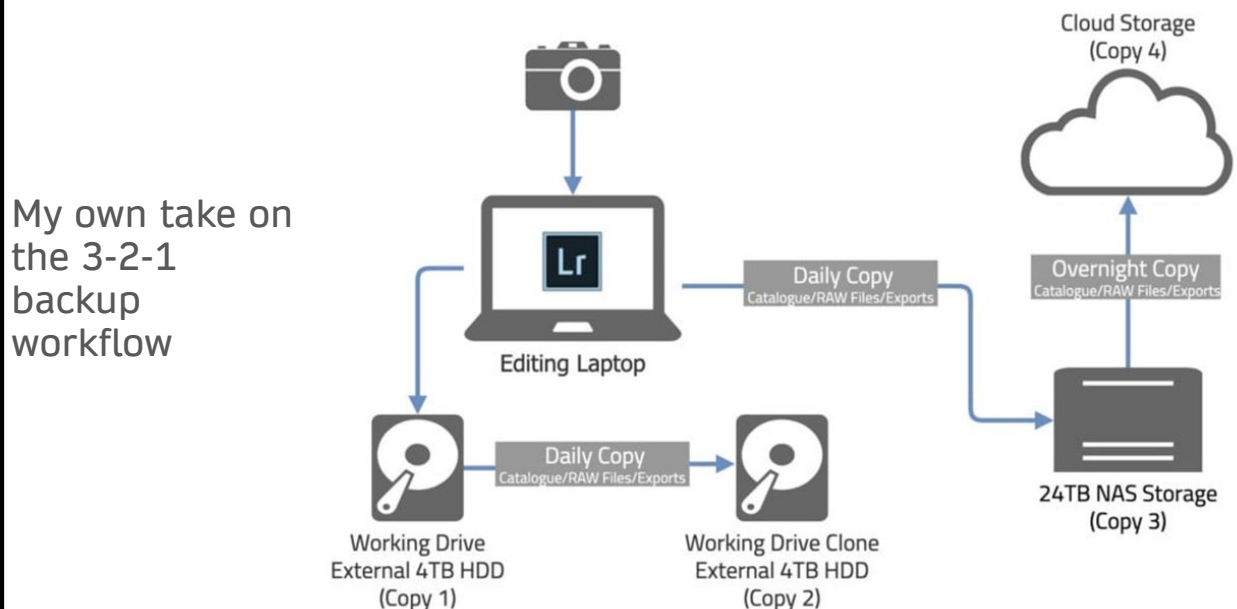 My own take on
the 3-2-1
backup
workflow
Cloud Storage
(Copy 4)
Lr
Editing Laptop
Daily Copy
Catalogue/RAW Files/Exports
Overnight Copy
Catalogue/RAW Files/Exports
Daily Copy
Catalogue/RAW Files/Exports
24TB NAS Storage
(Copy 3)
Working Drive
External 4TB HDD
(Copy 1)
Working Drive Clone
External 4TB HDD
(Copy 2)